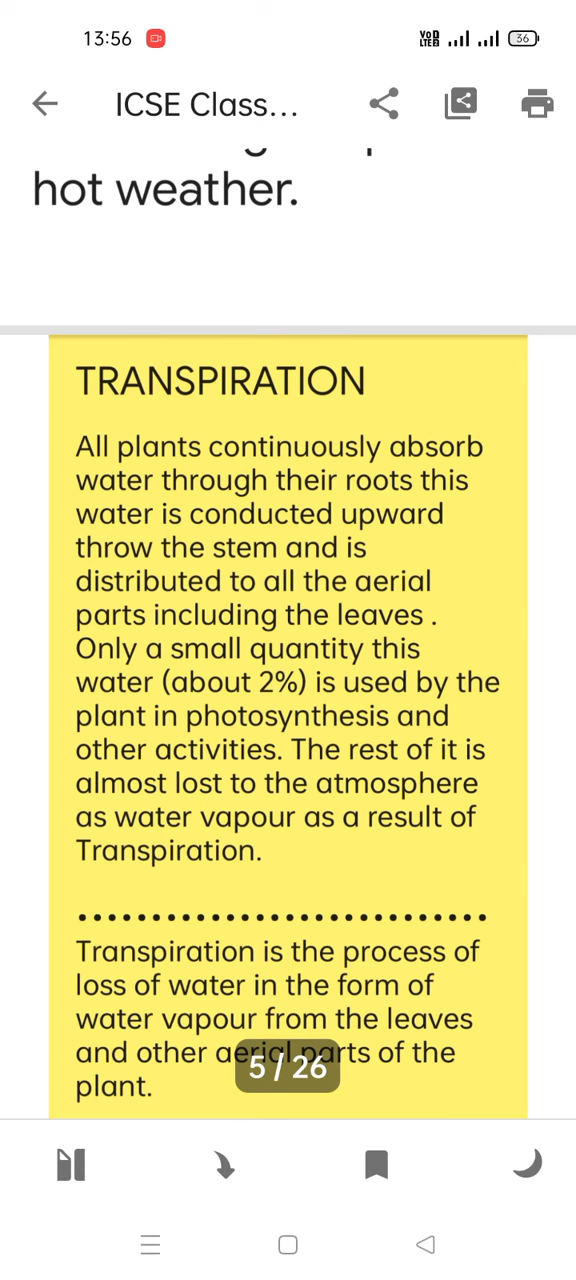 13:56
VoD LTE2 36
ICSE Class...
hot weather.
TRANSPIRATION
All plants continuously absorb
water through their roots this
water is conducted upward
throw the stem and is
distributed to all the aerial
parts including the leaves .
Only a small quantity this
water (about 2%) is used by the
plant in photosynthesis and
other activities. The rest of it is
almost lost to the atmosphere
as water vapour as a result of
Transpiration.
............................
Transpiration is the process of
loss of water in the form of
water vapour from the leaves
and other aerial parts of the
5 / 26
plant.